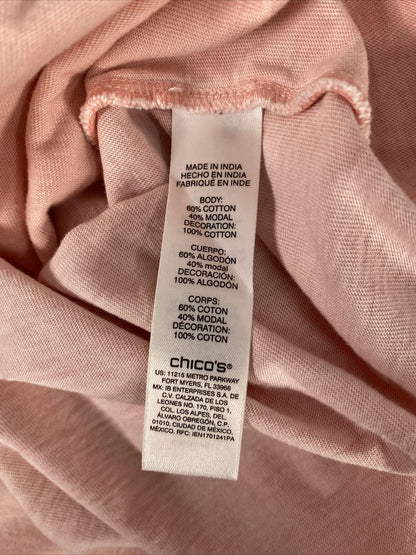 MADE IN INDIA
HECHO EN INDIA
FABRIQUÉ EN INDE
BODY:
60% COTTON
40% MODAL
DECORATION:
100% COTTON
CUERPO:
60% ALGODÓN
40% modal
DECORACIÓN:
100% ALGODÓN
CORPS:
60% COTON
40% MODAL
DÉCORATION:
100% COTON
chico's®
US: 11215 METRO PARKWAY
FORT MYERS, FL 33966
MX: IB ENTERPRISES S.A. DE
C.V. CALZADA DE LOS
LEONES NO. 170, PISO 1.
COL. LOS ALPES, DEL.
ÁLVARO OBREGÓN, C.P.
01010, CIUDAD DE MÉXICO,
MÉXICO. RFC: IEN1701241PA